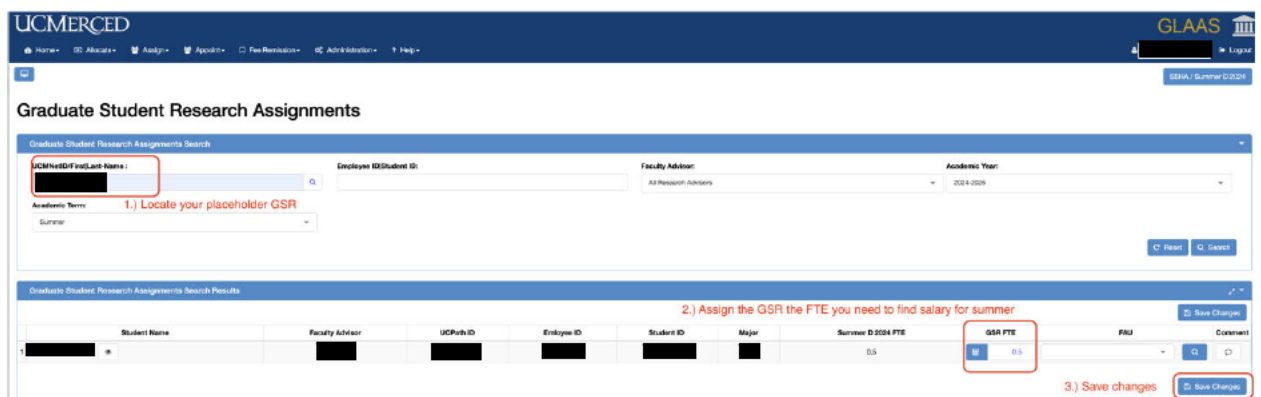 UCMERCED
GLAAS
Home Allocate Assign Appoint Fee Remission Administration ? Help Logout
SSHA / Summer D 2024
Graduate Student Research Assignments
Graduate Student Research Assignments Search
UCMNetID/First|Last-Name : Employee ID|Student ID: Faculty Advisor: Academic Year:
All Research Advisors 2024-2025
Academic Term: 1.) Locate your placeholder GSR
Summer
Reset Search
Graduate Student Research Assignments Search Results
2.) Assign the GSR the FTE you need to find salary for summer
Save Changes
Student Name Faculty Advisor UCPath ID Employee ID Student ID Major Summer D 2024 FTE GSR FTE FAU Comment
1 0.5 0.5
3.) Save changes Save Changes